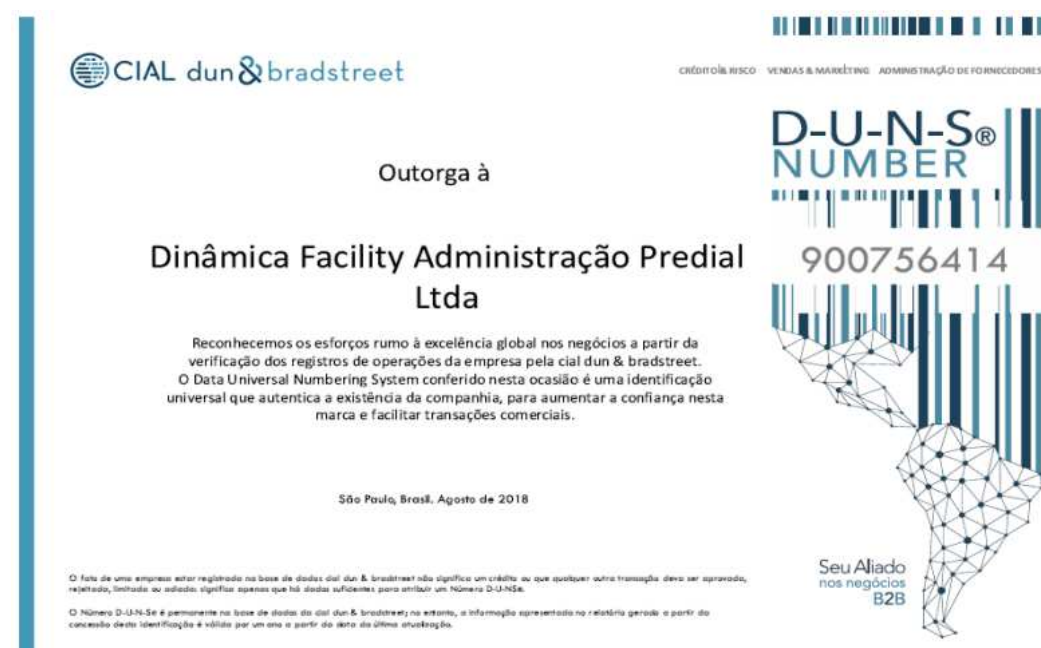 CIAL dun & bradstreet
CRÉDITO & RISCO VENDAS & MARKETING ADMINISTRAÇÃO DE FORNECEDORES
D-U-N-S®
NUMBER
900756414
Outorga à
Dinâmica Facility Administração Predial
Ltda
Reconhecemos os esforços rumo à excelência global nos negócios a partir da
verificação dos registros de operações da empresa pela cial dun & bradstreet.
O Data Universal Numbering System conferido nesta ocasião é uma identificação
universal que autentica a existência da companhia, para aumentar a confiança nesta
marca e facilitar transações comerciais.
São Paulo, Brasil. Agosto de 2018
Seu Aliado
nos negócios
B2B
O fato de uma empresa estar registrada na base de dados cial dun & bradstreet não significa um crédito ou que qualquer outra transação deva ser aprovada,
rejeitada, limitada ou adiada; significa apenas que há dados suficientes para atribuir um Número D-U-NSe.
O Número D-U-N-Se é permanente na base de dados da cial dun & bradstreet; no entanto, a informação apresentada no relatório gerado a partir da
concessão desta identificação é válida por um ano a partir da data da última atualização.